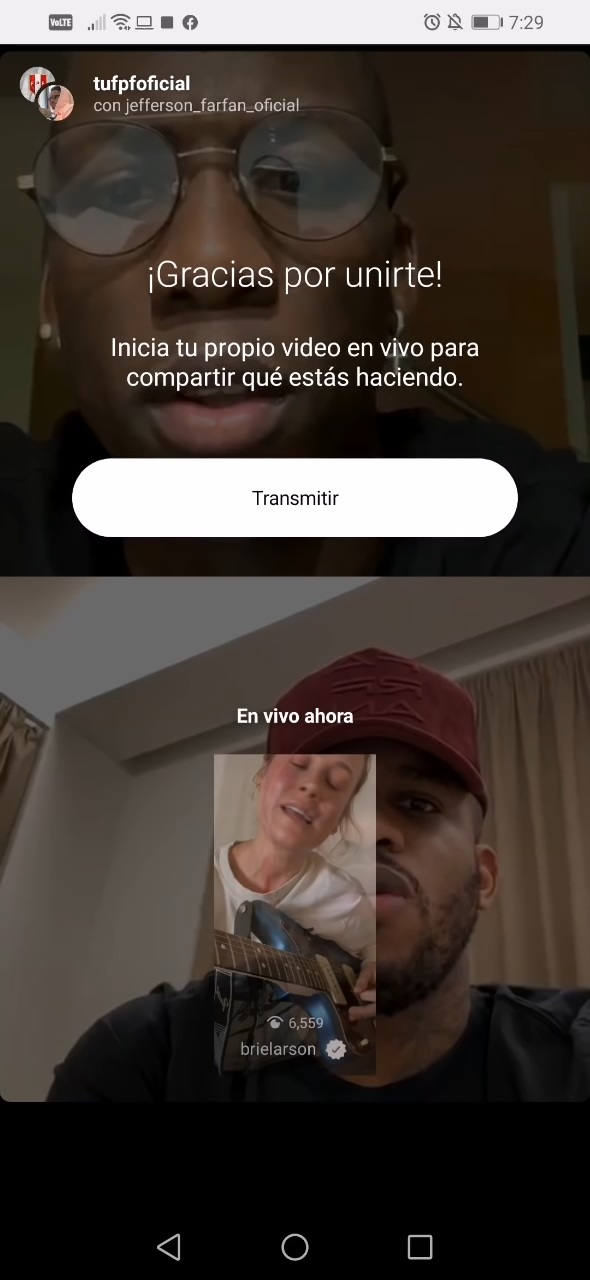 VoLTE
7:29
tufpfoficial
con jefferson_farfan_oficial
¡Gracias por unirte!
Inicia tu propio video en vivo para
compartir qué estás haciendo.
Transmitir
En vivo ahora
6,559
brielarson